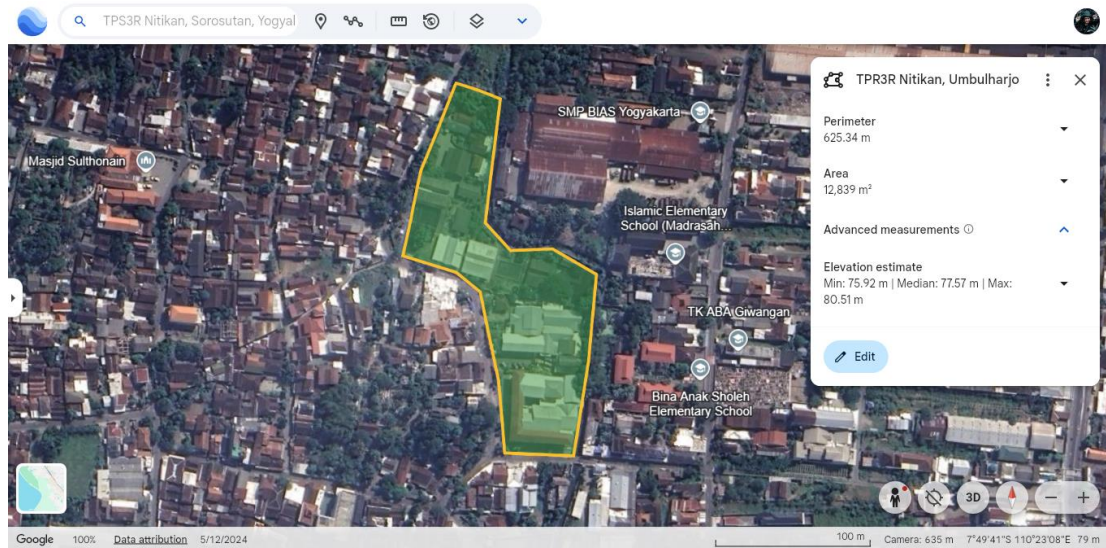 TPS3R Nitikan, Sorosutan, Yogyal
TPR3R Nitikan, Umbulharjo
Perimeter
625.34 m
Area
12,839 m²
Advanced measurements
Elevation estimate
Min: 75.92 m | Median: 77.57 m | Max:
80.51 m
Edit
SMP BIAS Yogyakarta
Masjid Sulthonain
Islamic Elementary
School (Madrasah...
TK ABA Giwangan
Bina Anak Sholeh
Elementary School
3D
Google 100% Data attribution 5/12/2024 100 m Camera: 635 m 7°49'41"S 110°23'08"E 79 m